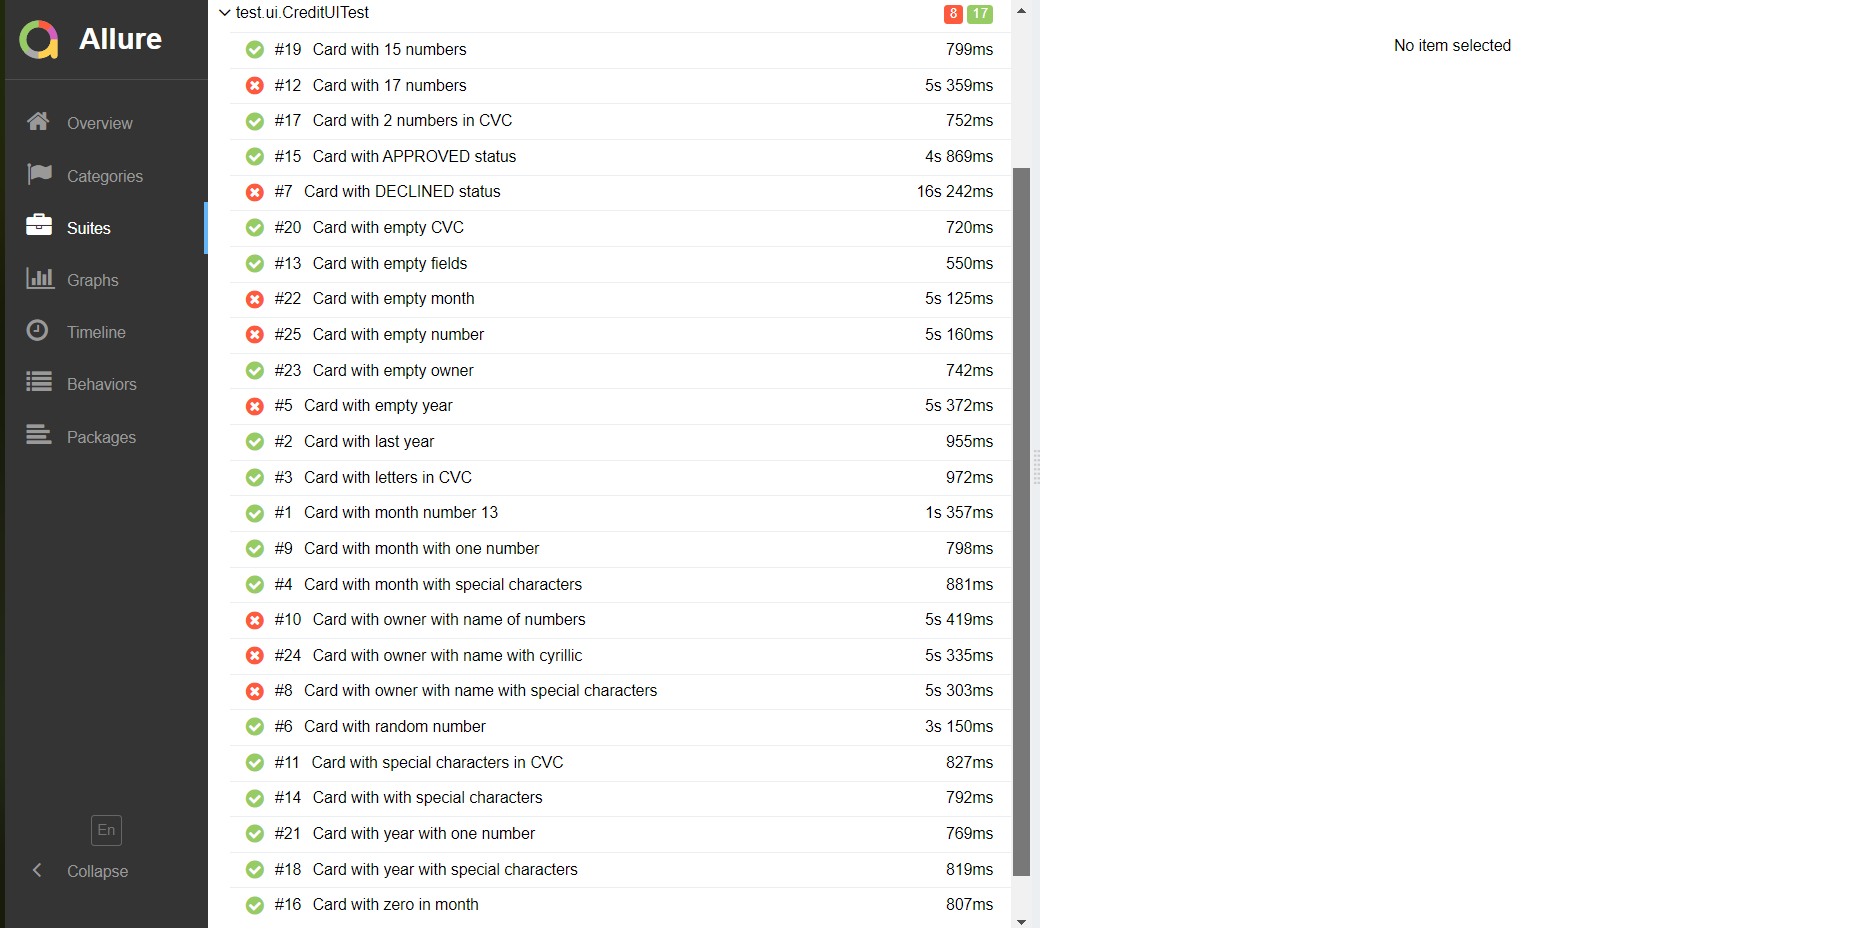 Allure
Overview
Categories
Suites
Graphs
Timeline
Behaviors
Packages
En
Collapse
test.ui.CreditUITest 8 17
#19 Card with 15 numbers 799ms
#12 Card with 17 numbers 5s 359ms
#17 Card with 2 numbers in CVC 752ms
#15 Card with APPROVED status 4s 869ms
#7 Card with DECLINED status 16s 242ms
#20 Card with empty CVC 720ms
#13 Card with empty fields 550ms
#22 Card with empty month 5s 125ms
#25 Card with empty number 5s 160ms
#23 Card with empty owner 742ms
#5 Card with empty year 5s 372ms
#2 Card with last year 955ms
#3 Card with letters in CVC 972ms
#1 Card with month number 13 1s 357ms
#9 Card with month with one number 798ms
#4 Card with month with special characters 881ms
#10 Card with owner with name of numbers 5s 419ms
#24 Card with owner with name with cyrillic 5s 335ms
#8 Card with owner with name with special characters 5s 303ms
#6 Card with random number 3s 150ms
#11 Card with special characters in CVC 827ms
#14 Card with with special characters 792ms
#21 Card with year with one number 769ms
#18 Card with year with special characters 819ms
#16 Card with zero in month 807ms
No item selected